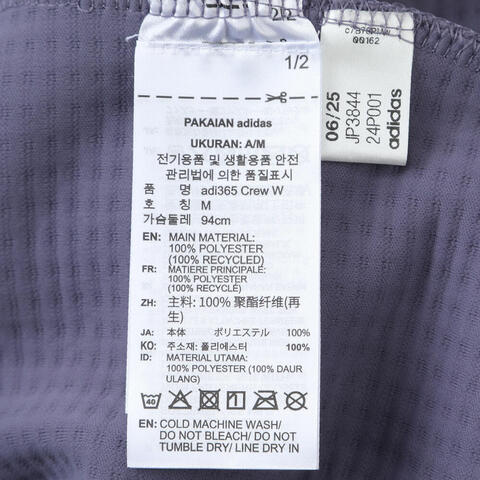 1/2
PAKAIAN adidas
UKURAN: A/M
전기용품 및 생활용품 안전
관리법에 의한 품질표시
품 명 adi365 Crew W
호 칭 M
가슴둘레 94cm
EN: MAIN MATERIAL:
100% POLYESTER
(100% RECYCLED)
FR: MATIERE PRINCIPALE:
100% POLYESTER
(100% RECYCLE)
ZH: 主料: 100% 聚酯纤维(再
生)
JA: 本体 ポリエステル 100%
KO: 주소재: 폴리에스터 100%
ID: MATERIAL UTAMA:
100% POLYESTER (100% DAUR
ULANG)
40
EN: COLD MACHINE WASH/
DO NOT BLEACH/ DO NOT
TUMBLE DRY/ LINE DRY IN
00162
06/25
JP3844
24P001
adidas